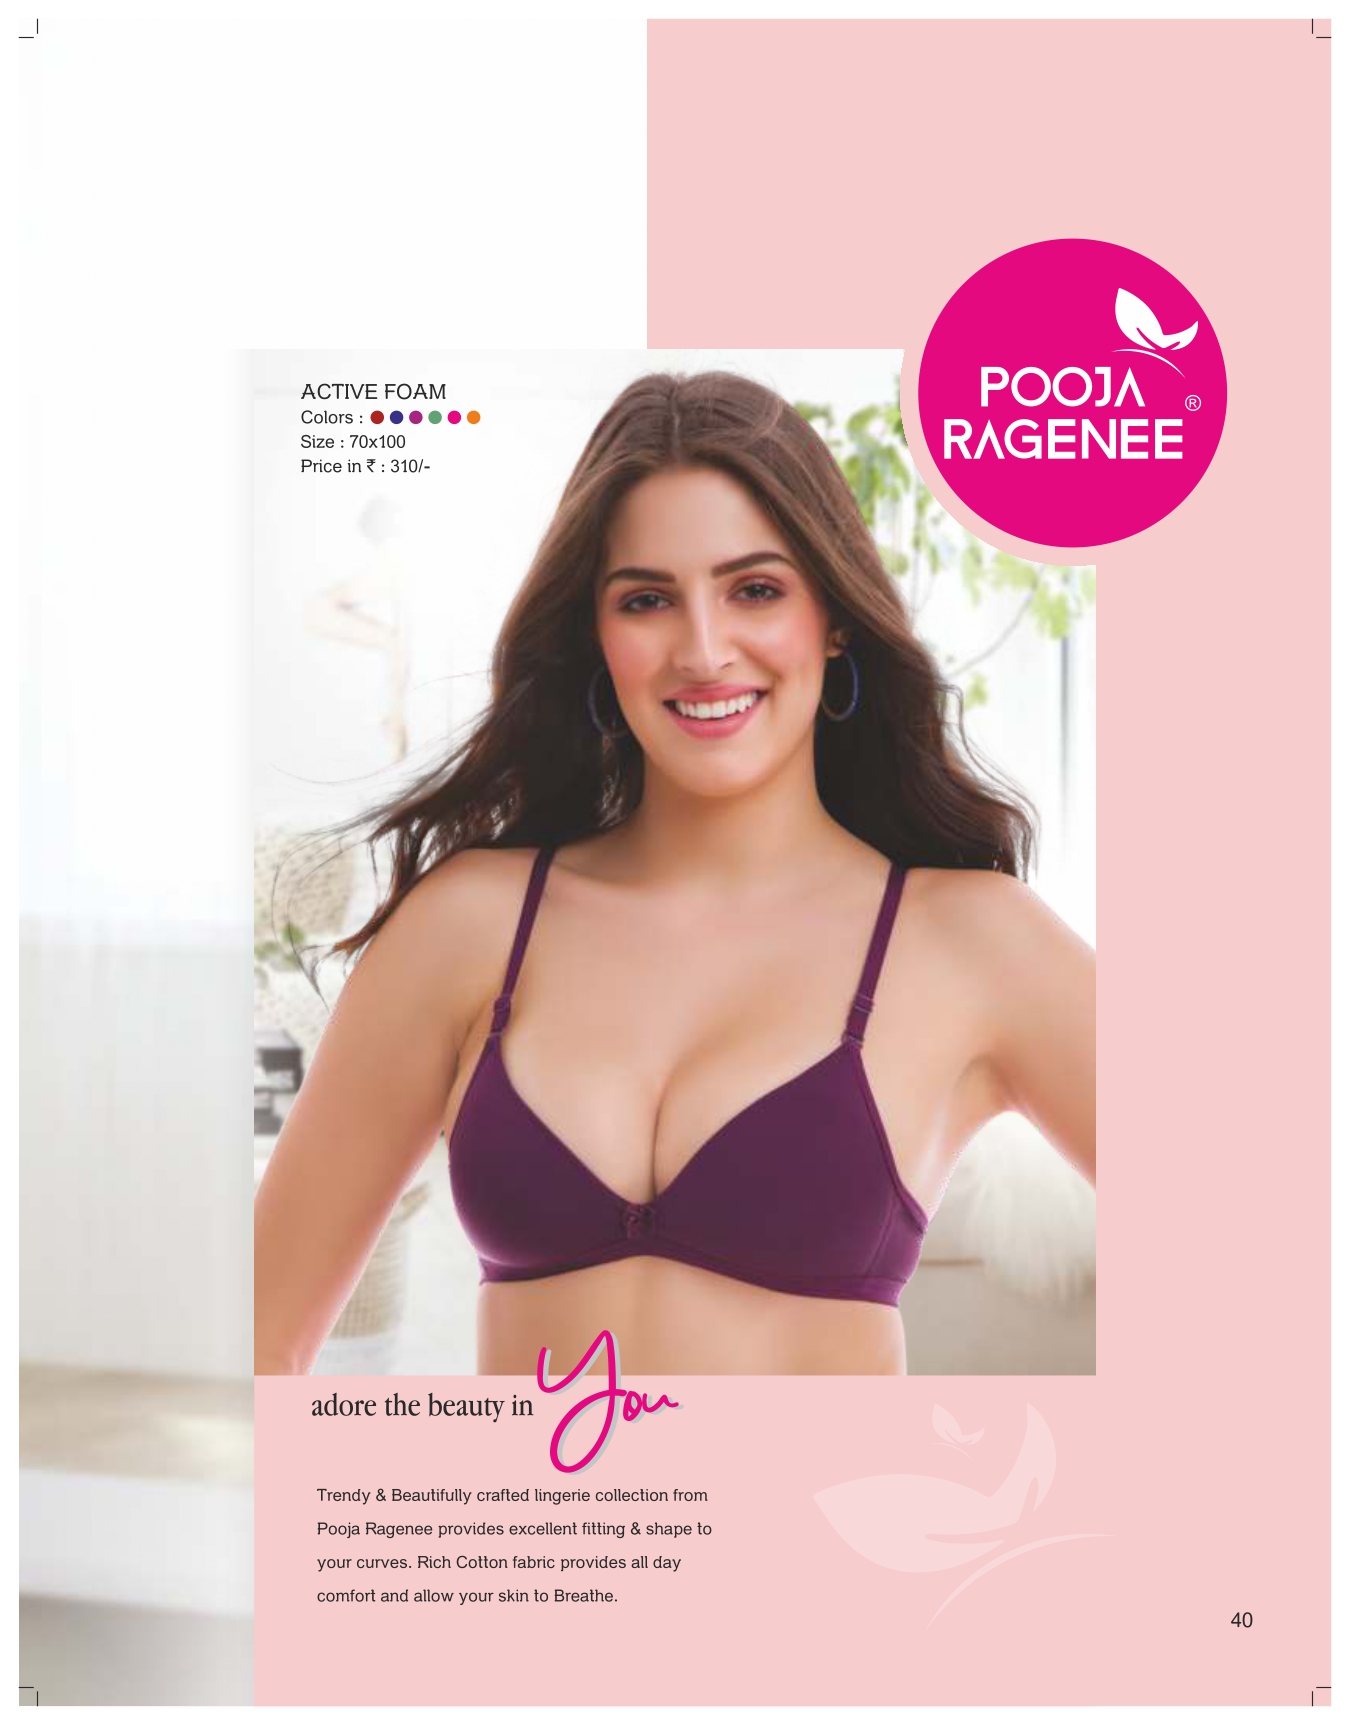 POOJA
RAGENEE®
ACTIVE FOAM
Colors :
Size : 70x100
Price in ₹ : 310/-
adore the beauty in You
Trendy & Beautifully crafted lingerie collection from
Pooja Ragenee provides excellent fitting & shape to
your curves. Rich Cotton fabric provides all day
comfort and allow your skin to Breathe.
40